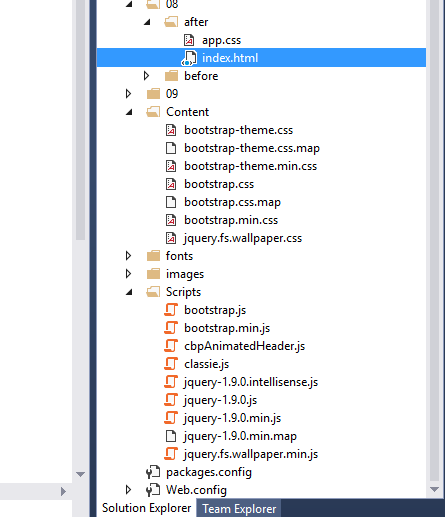 08
after
app.css
index.html
before
09
Content
bootstrap-theme.css
bootstrap-theme.css.map
bootstrap-theme.min.css
bootstrap.css
bootstrap.css.map
bootstrap.min.css
jquery.fs.wallpaper.css
fonts
images
Scripts
bootstrap.js
bootstrap.min.js
cbpAnimatedHeader.js
classie.js
jquery-1.9.0.intellisense.js
jquery-1.9.0.js
jquery-1.9.0.min.js
jquery-1.9.0.min.map
jquery.fs.wallpaper.min.js
packages.config
Web.config
Solution Explorer Team Explorer